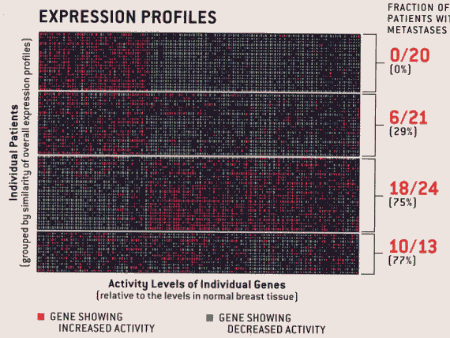 EXPRESSION PROFILES
FRACTION OF
PATIENTS WIT
METASTASES
0/20
(0%)
6/21
(29%)
18/24
(75%)
10/13
(77%)
Individual Patients
(grouped by similarity of overall expression profiles)
Activity Levels of Individual Genes
(relative to the levels in normal breast tissue)
GENE SHOWING
INCREASED ACTIVITY
GENE SHOWING
DECREASED ACTIVITY